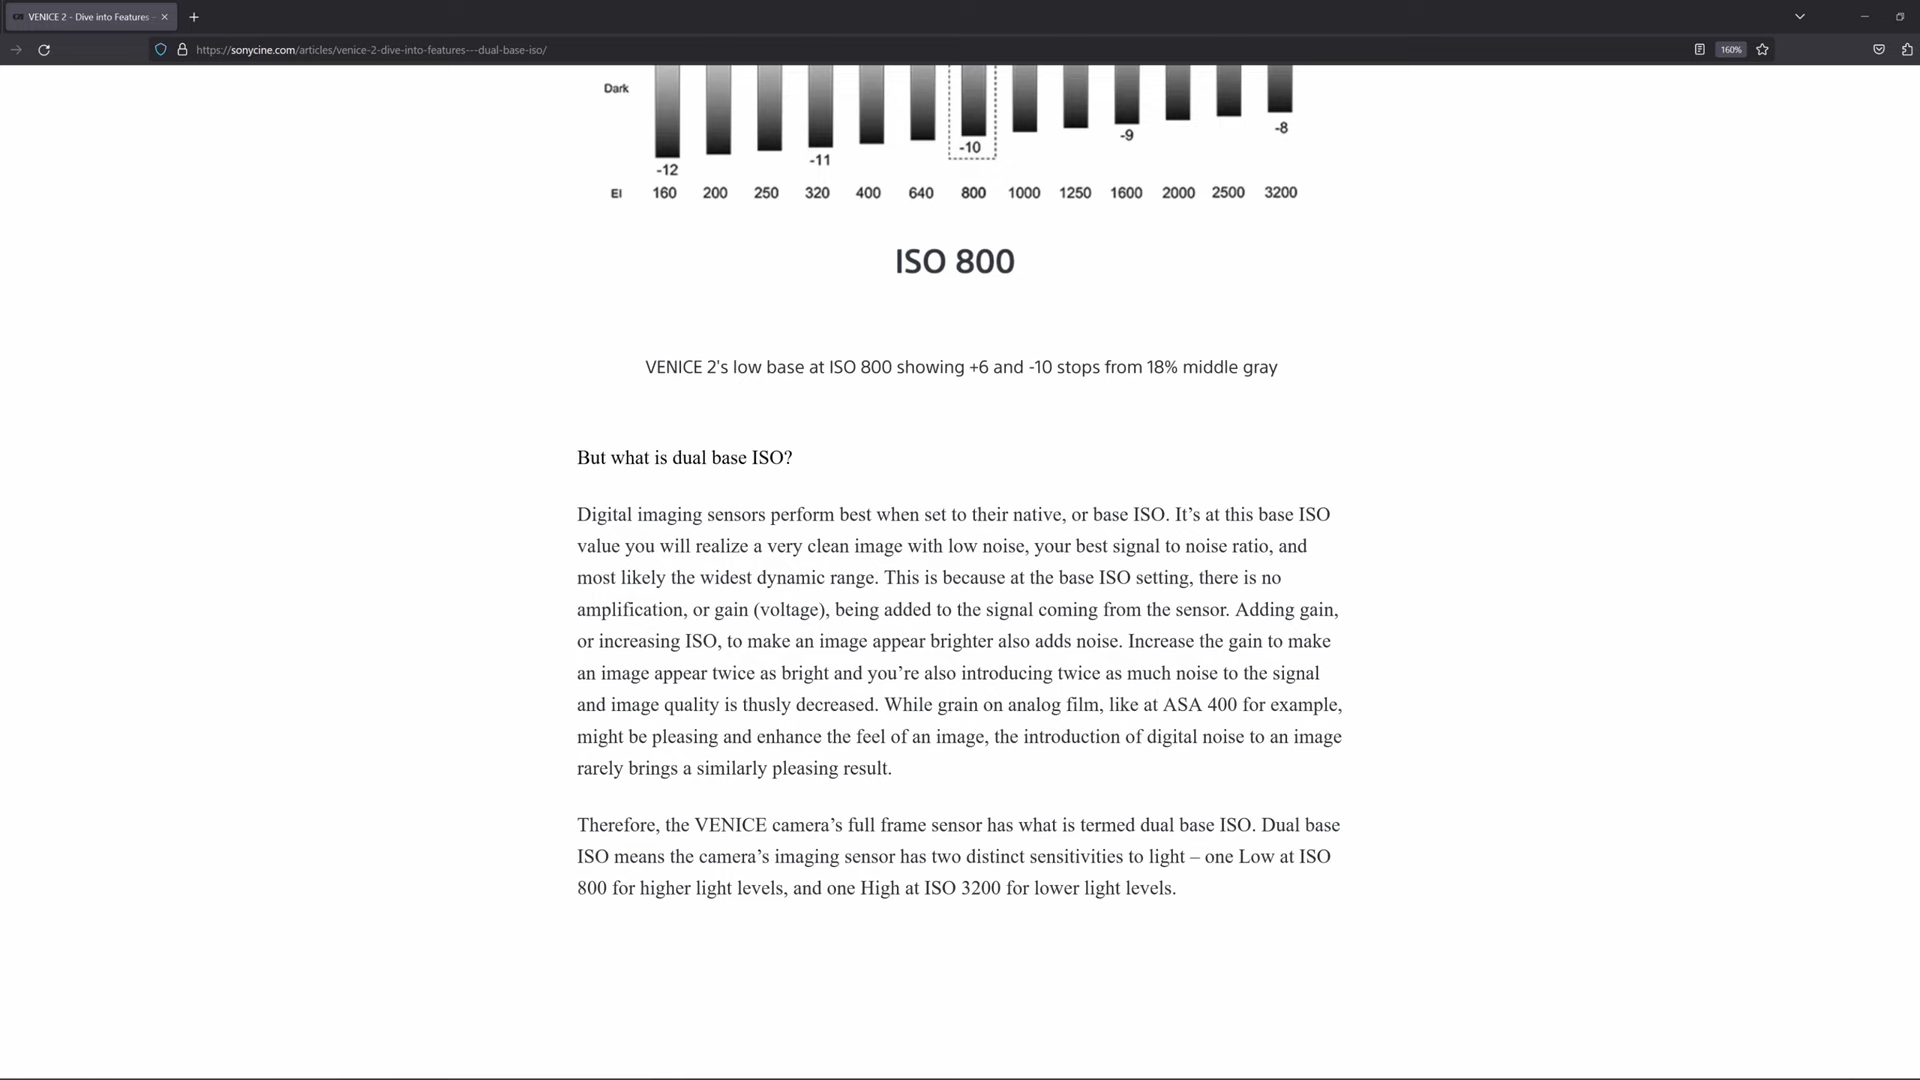 VENICE 2 - Dive into Features -
https://sonycine.com/articles/venice-2-dive-into-features---dual-base-iso/
160%
Dark
-12 -11 -10 -9 -8
EI 160 200 250 320 400 640 800 1000 1250 1600 2000 2500 3200
ISO 800
VENICE 2's low base at ISO 800 showing +6 and -10 stops from 18% middle gray
But what is dual base ISO?
Digital imaging sensors perform best when set to their native, or base ISO. It’s at this base ISO
value you will realize a very clean image with low noise, your best signal to noise ratio, and
most likely the widest dynamic range. This is because at the base ISO setting, there is no
amplification, or gain (voltage), being added to the signal coming from the sensor. Adding gain,
or increasing ISO, to make an image appear brighter also adds noise. Increase the gain to make
an image appear twice as bright and you’re also introducing twice as much noise to the signal
and image quality is thusly decreased. While grain on analog film, like at ASA 400 for example,
might be pleasing and enhance the feel of an image, the introduction of digital noise to an image
rarely brings a similarly pleasing result.
Therefore, the VENICE camera’s full frame sensor has what is termed dual base ISO. Dual base
ISO means the camera’s imaging sensor has two distinct sensitivities to light – one Low at ISO
800 for higher light levels, and one High at ISO 3200 for lower light levels.